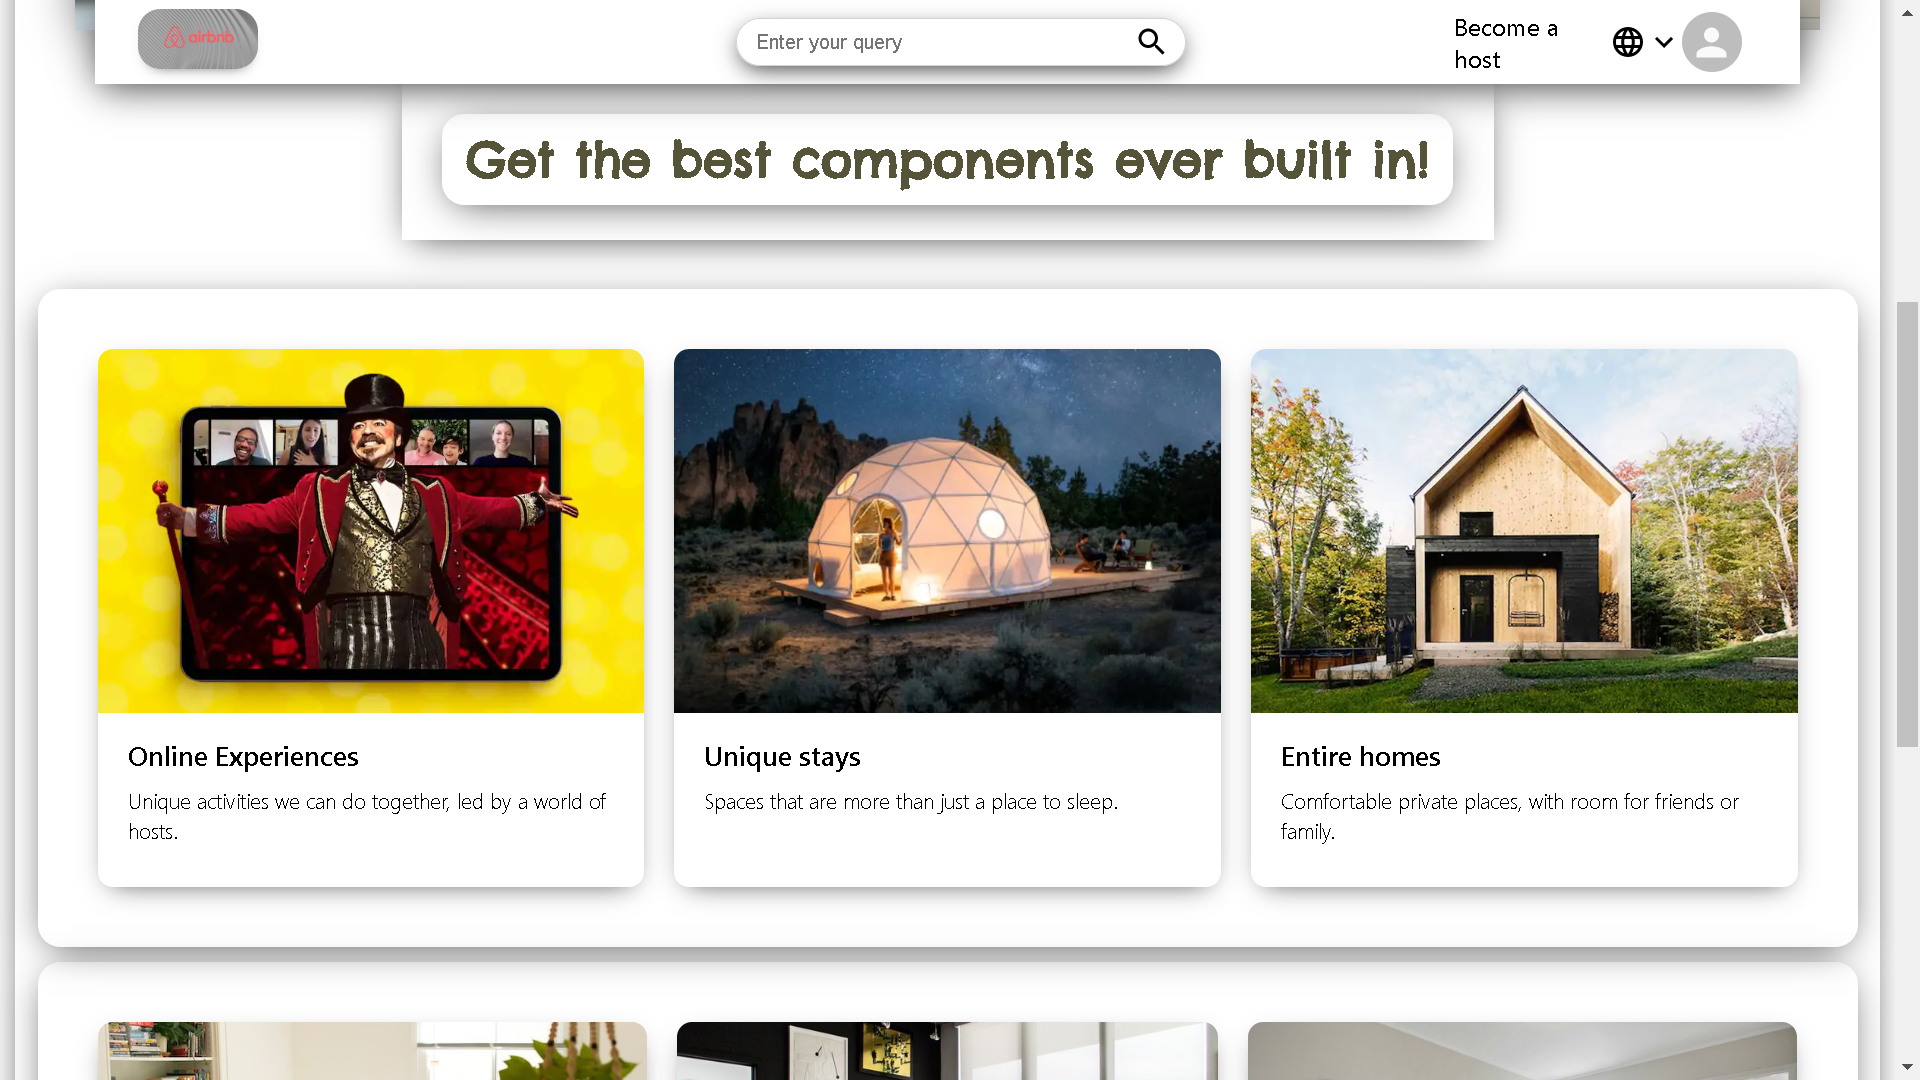 airbnb
Enter your query
Become a
host
Get the best components ever built in!
Online Experiences
Unique activities we can do together, led by a world of
hosts.
Unique stays
Spaces that are more than just a place to sleep.
Entire homes
Comfortable private places, with room for friends or
family.